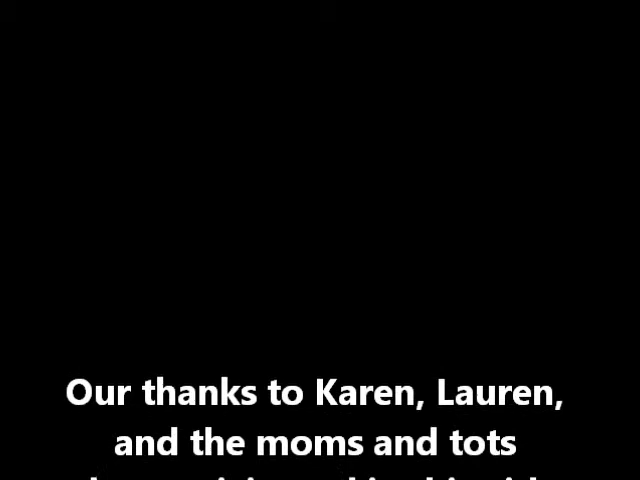 Our thanks to Karen, Lauren,
and the moms and tots